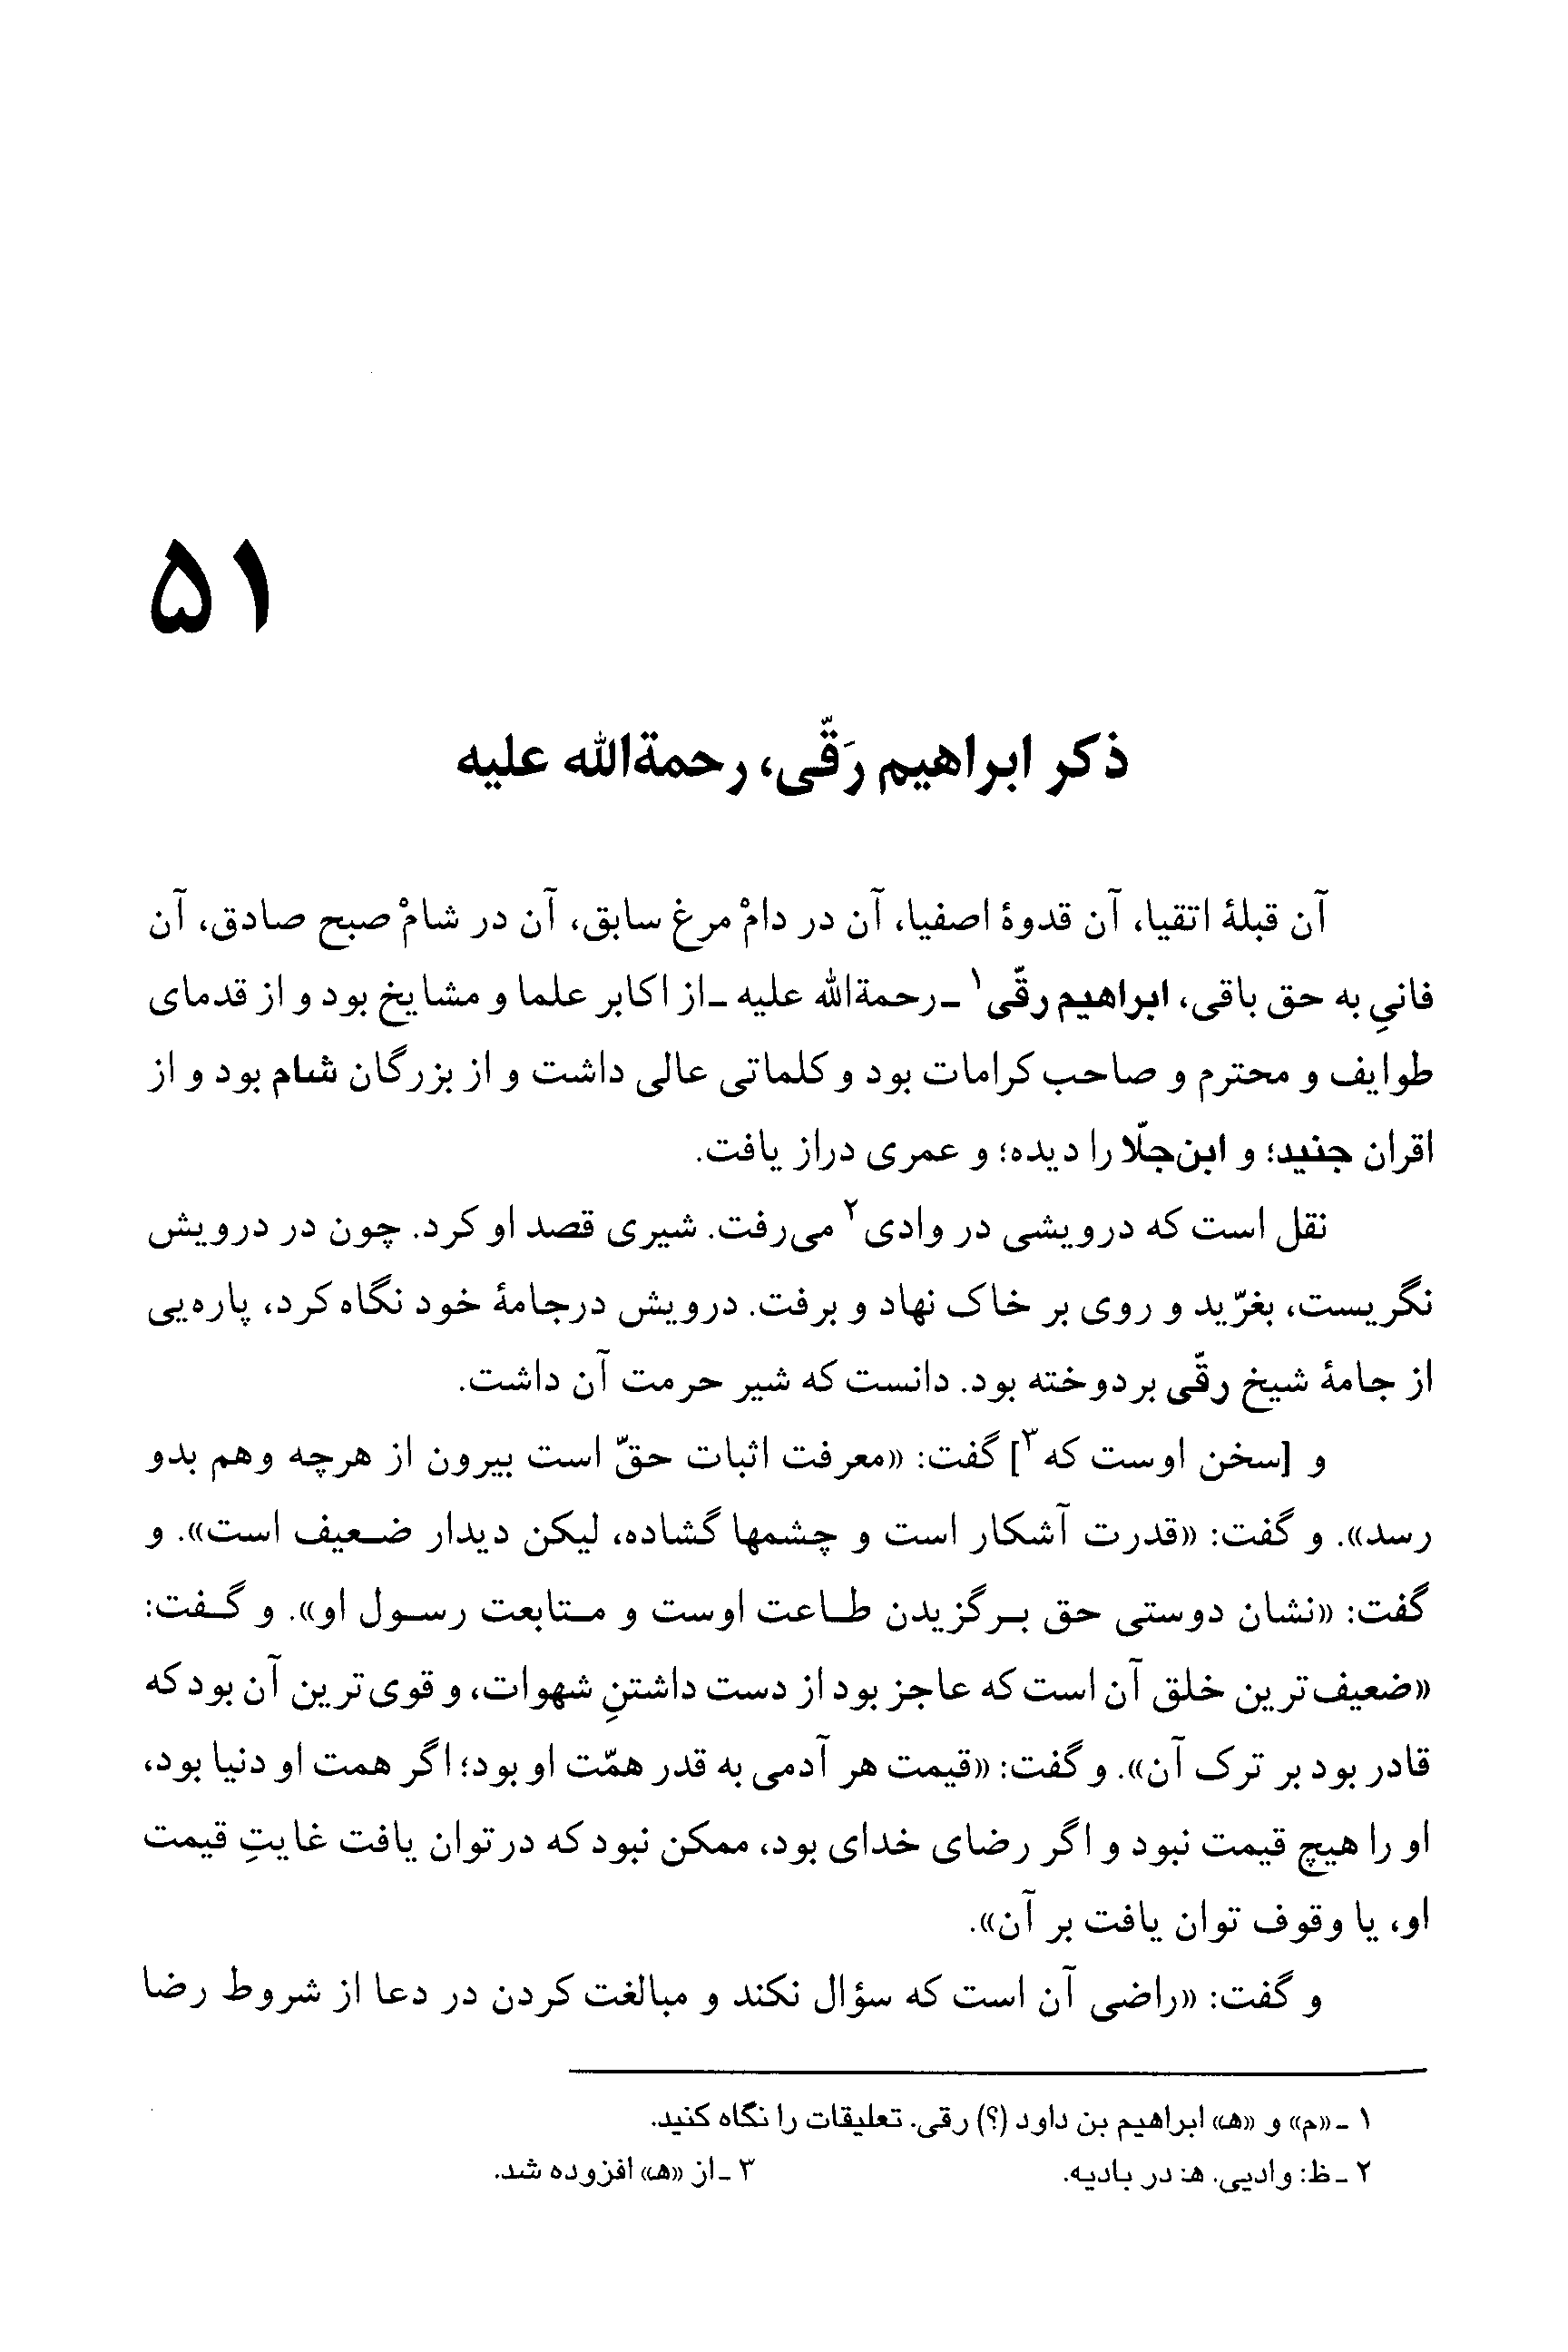 ۵۱
ذکر ابراهیم رَقّی، رحمةالله علیه
آن قبلهٔ اتقیا، آن قدوهٔ اصفیا، آن در دامْ مرغ سابق، آن در شامْ صبح صادق، آن
فانیِ به حق باقی، ابراهیم رقّی۱ -رحمةالله علیه -از اکابر علما و مشایخ بود و از قدمای
طوایف و محترم و صاحب کرامات بود و کلماتی عالی داشت و از بزرگان شام بود و از
اقران جنید؛ و ابن‌جلّا را دیده؛ و عمری دراز یافت.
نقل است که درویشی در وادی۲ می‌رفت. شیری قصد او کرد. چون در درویش
نگریست، بغرّید و روی بر خاک نهاد و برفت. درویش درجامهٔ خود نگاه کرد، پاره‌یی
از جامهٔ شیخ رقّی بردوخته بود. دانست که شیر حرمت آن داشت.
و [سخن اوست که۳] گفت: «معرفت اثبات حقّ است بیرون از هرچه وهم بدو
رسد». و گفت: «قدرت آشکار است و چشمها گشاده، لیکن دیدار ضعیف است». و
گفت: «نشان دوستی حق برگزیدن طاعت اوست و متابعت رسول او». و گفت:
«ضعیف‌ترین خلق آن است که عاجز بود از دست داشتنِ شهوات، و قوی‌ترین آن بود که
قادر بود بر ترک آن». و گفت: «قیمت هر آدمی به قدر همّت او بود؛ اگر همت او دنیا بود،
او را هیچ قیمت نبود و اگر رضای خدای بود، ممکن نبود که درتوان یافت غایتِ قیمت
او، یا وقوف توان یافت بر آن».
و گفت: «راضی آن است که سؤال نکند و مبالغت کردن در دعا از شروط رضا
۱ - «م» و «ه‍» ابراهیم بن داود (؟) رقی. تعلیقات را نگاه کنید.
۲ - ظ: وادیی. ه‍: در بادیه. ۳ - از «ه‍» افزوده شد.